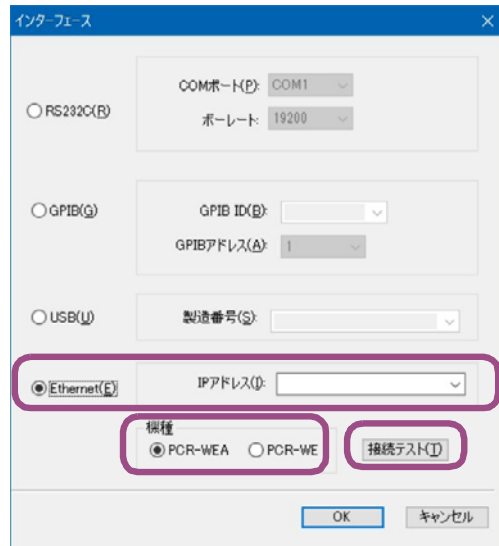 インターフェース
RS232C(R)
COMポート(P): COM1
ボーレート: 19200
GPIB(G)
GPIB ID(B):
GPIBアドレス(A): 1
USB(U)
製造番号(S):
Ethernet(E)
IPアドレス(I):
機種
PCR-WEA PCR-WE
接続テスト(T)
OK キャンセル